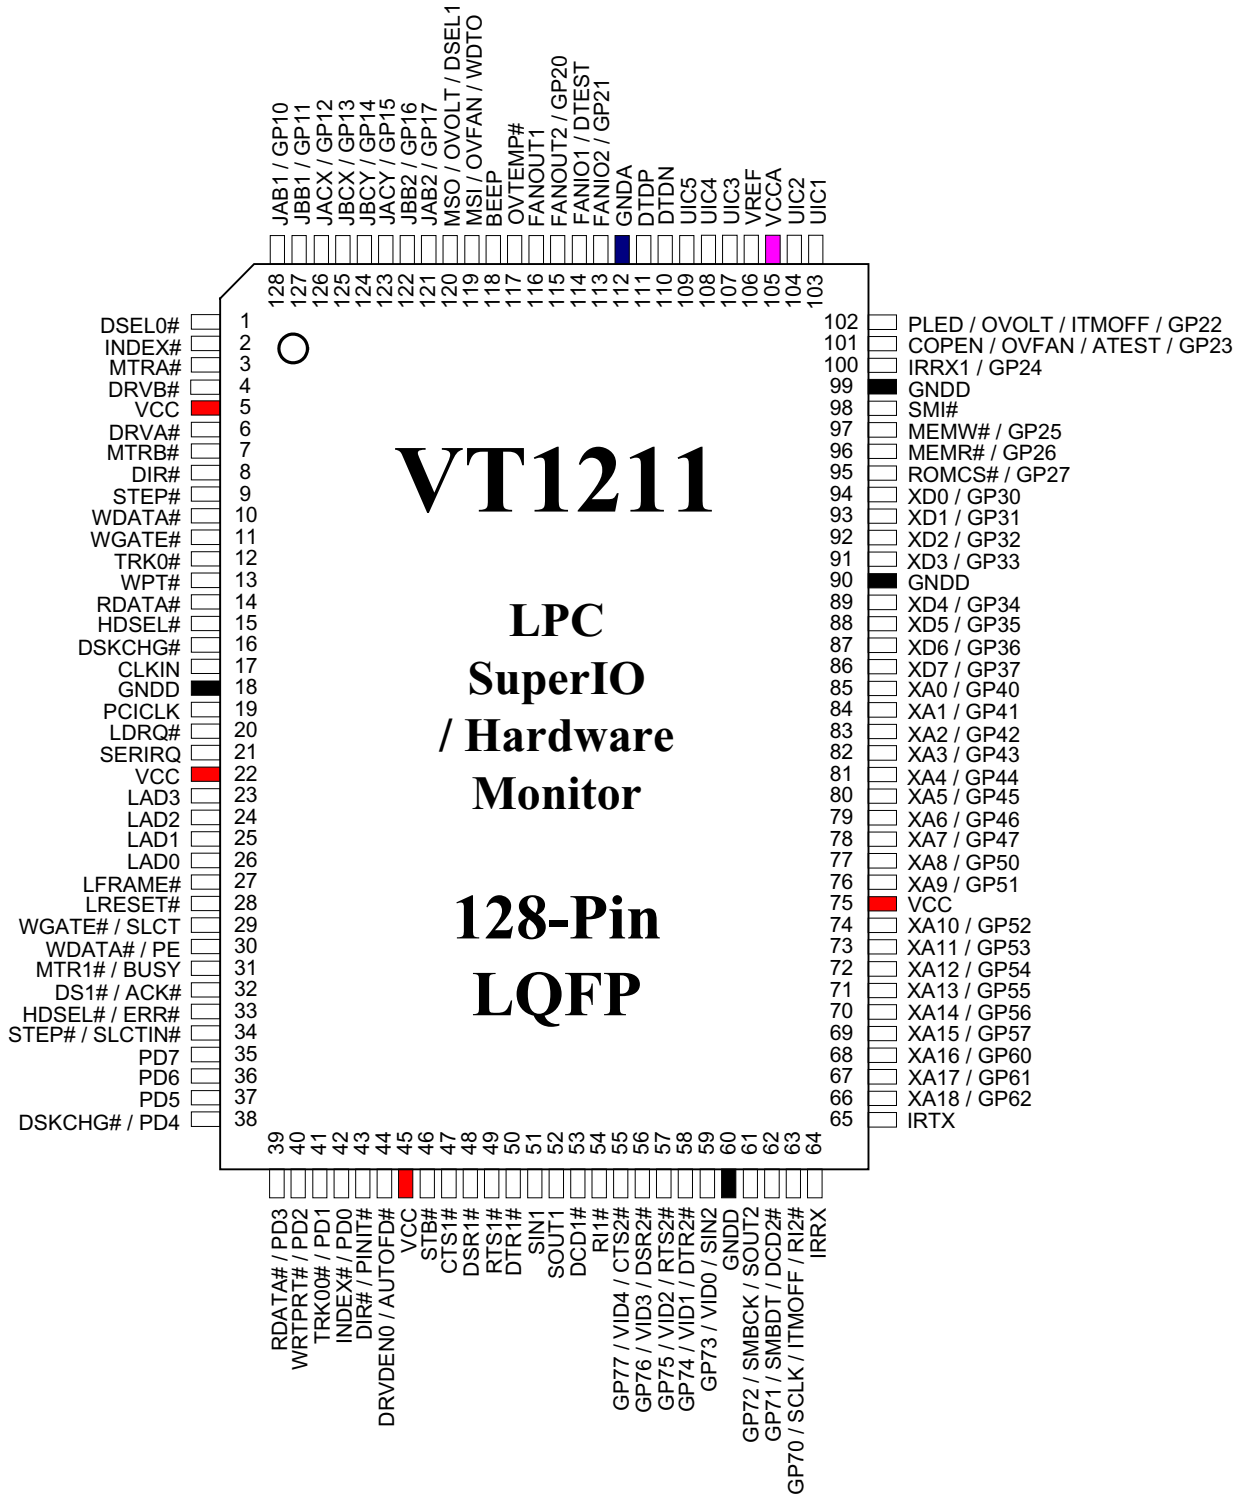 JAB1 / GP10
JBB1 / GP11
JACX / GP12
JBCX / GP13
JBCY / GP14
JACY / GP15
JBB2 / GP16
JAB2 / GP17
MSO / OVOLT / DSEL1
MSI / OVFAN / WDTO
BEEP
OVTEMP#
FANOUT1
FANOUT2 / GP20
FANIO1 / DTEST
FANIO2 / GP21
GNDA
DTDP
DTDN
UIC5
UIC4
UIC3
VREF
VCCA
UIC2
UIC1
128
127
126
125
124
123
122
121
120
119
118
117
116
115
114
113
112
111
110
109
108
107
106
105
104
103
DSEL0# 1
INDEX# 2
MTRA# 3
DRVB# 4
VCC 5
DRVA# 6
MTRB# 7
DIR# 8
STEP# 9
WDATA# 10
WGATE# 11
TRK0# 12
WPT# 13
RDATA# 14
HDSEL# 15
DSKCHG# 16
CLKIN 17
GNDD 18
PCICLK 19
LDRQ# 20
SERIRQ 21
VCC 22
LAD3 23
LAD2 24
LAD1 25
LAD0 26
LFRAME# 27
LRESET# 28
WGATE# / SLCT 29
WDATA# / PE 30
MTR1# / BUSY 31
DS1# / ACK# 32
HDSEL# / ERR# 33
STEP# / SLCTIN# 34
PD7 35
PD6 36
PD5 37
DSKCHG# / PD4 38
VT1211
LPC
SuperIO
/ Hardware
Monitor
128-Pin
LQFP
102 PLED / OVOLT / ITMOFF / GP22
101 COPEN / OVFAN / ATEST / GP23
100 IRRX1 / GP24
99 GNDD
98 SMI#
97 MEMW# / GP25
96 MEMR# / GP26
95 ROMCS# / GP27
94 XD0 / GP30
93 XD1 / GP31
92 XD2 / GP32
91 XD3 / GP33
90 GNDD
89 XD4 / GP34
88 XD5 / GP35
87 XD6 / GP36
86 XD7 / GP37
85 XA0 / GP40
84 XA1 / GP41
83 XA2 / GP42
82 XA3 / GP43
81 XA4 / GP44
80 XA5 / GP45
79 XA6 / GP46
78 XA7 / GP47
77 XA8 / GP50
76 XA9 / GP51
75 VCC
74 XA10 / GP52
73 XA11 / GP53
72 XA12 / GP54
71 XA13 / GP55
70 XA14 / GP56
69 XA15 / GP57
68 XA16 / GP60
67 XA17 / GP61
66 XA18 / GP62
65 IRTX
39
40
41
42
43
44
45
46
47
48
49
50
51
52
53
54
55
56
57
58
59
60
61
62
63
64
RDATA# / PD3
WRTPRT# / PD2
TRK00# / PD1
INDEX# / PD0
DIR# / PINIT#
DRVDEN0 / AUTOFD#
VCC
STB#
CTS1#
DSR1#
RTS1#
DTR1#
SIN1
SOUT1
DCD1#
RI1#
GP77 / VID4 / CTS2#
GP76 / VID3 / DSR2#
GP75 / VID2 / RTS2#
GP74 / VID1 / DTR2#
GP73 / VID0 / SIN2
GNDD
GP72 / SMBCK / SOUT2
GP71 / SMBDT / DCD2#
GP70 / SCLK / ITMOFF / RI2#
IRRX